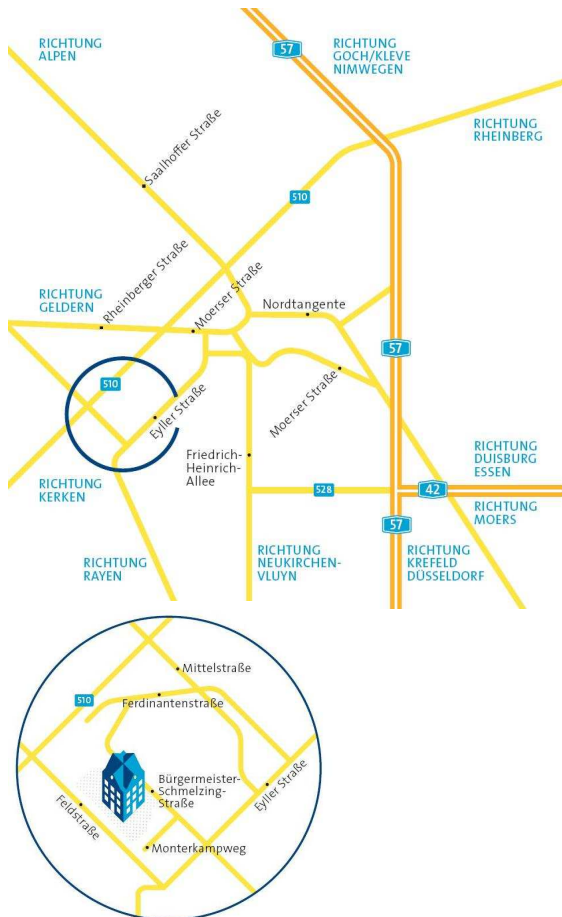 RICHTUNG
ALPEN
57
RICHTUNG
GOCH/KLEVE
NIMWEGEN
RICHTUNG
RHEINBERG
Saalhoffer Straße
510
Rheinberger Straße
Moerser Straße
RICHTUNG
GELDERN
Nordtangente
57
510
Eyller Straße
Moerser Straße
Friedrich-
Heinrich-
Allee
RICHTUNG
DUISBURG
ESSEN
RICHTUNG
KERKEN
528
42
RICHTUNG
MOERS
57
RICHTUNG
RAYEN
RICHTUNG
NEUKIRCHEN-
VLUYN
RICHTUNG
KREFELD
DÜSSELDORF
Mittelstraße
510
Ferdinantenstraße
Bürgermeister-
Schmelzing-
Straße
Eyller Straße
Feldstraße
Monterkampweg